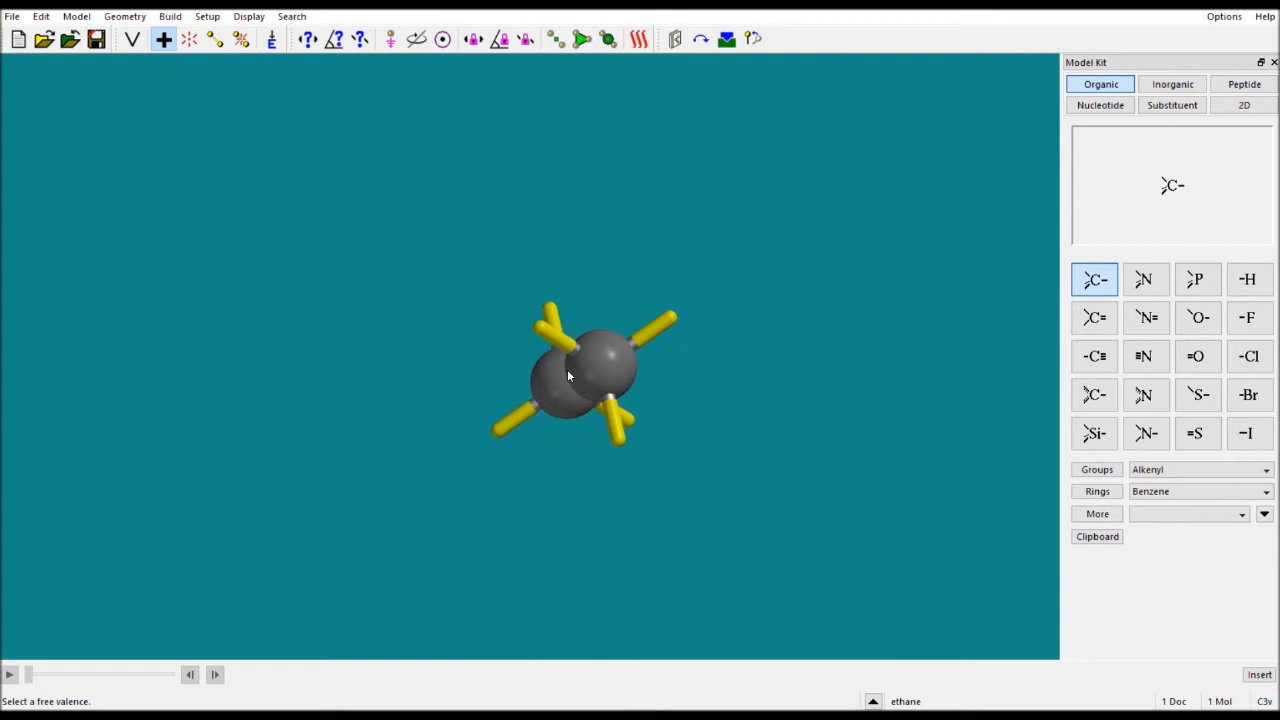 File Edit Model Geometry Build Setup Display Search Options Help
Model Kit
Organic Inorganic Peptide
Nucleotide Substituent 2D
C-
C- N P -H
C= N= O- -F
-C≡ ≡N =O -Cl
C- N S- -Br
Si- N- =S -I
Groups Alkenyl
Rings Benzene
More
Clipboard
Insert
Select a free valence. ethane 1 Doc 1 Mol C3v